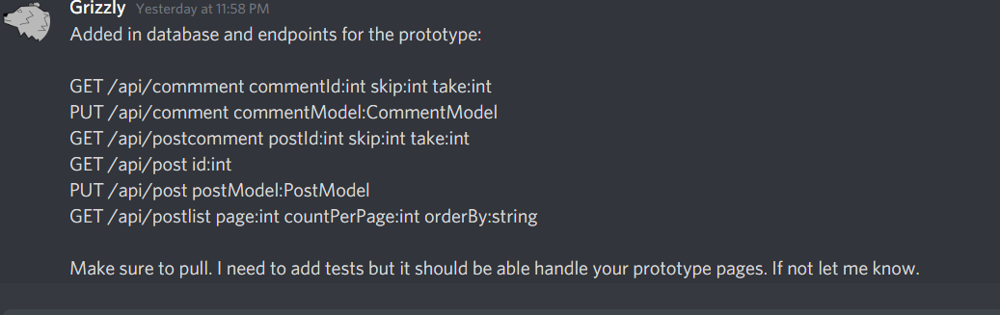 Grizzly Yesterday at 11:58 PM
Added in database and endpoints for the prototype:
GET /api/commment commentId:int skip:int take:int
PUT /api/comment commentModel:CommentModel
GET /api/postcomment postId:int skip:int take:int
GET /api/post id:int
PUT /api/post postModel:PostModel
GET /api/postlist page:int countPerPage:int orderBy:string
Make sure to pull. I need to add tests but it should be able handle your prototype pages. If not let me know.